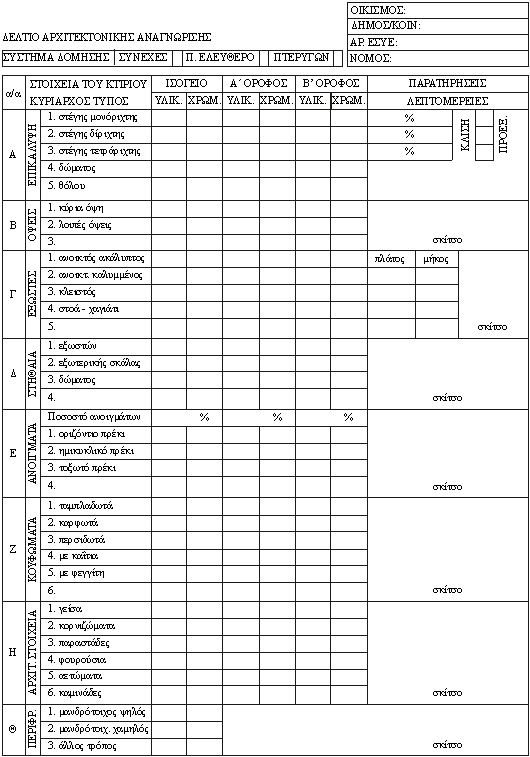 ΟΙΚΙΣΜΟΣ:
ΔΗΜΟΣ/ΚΟΙΝ:
ΔΕΛΤΙΟ ΑΡΧΙΤΕΚΤΟΝΙΚΗΣ ΑΝΑΓΝΩΡΙΣΗΣ
ΑΡ. ΕΣΥΕ:
ΣΥΣΤΗΜΑ ΔΟΜΗΣΗΣ ΣΥΝΕΧΕΣ Π. ΕΛΕΥΘΕΡΟ ΠΤΕΡΥΓΩΝ ΝΟΜΟΣ:
α/α ΣΤΟΙΧΕΙΑ ΤΟΥ ΚΤΙΡΙΟΥ ΙΣΟΓΕΙΟ Α΄ ΟΡΟΦΟΣ Β' ΟΡΟΦΟΣ ΠΑΡΑΤΗΡΗΣΕΙΣ
ΚΥΡΙΑΡΧΟΣ ΤΥΠΟΣ ΥΛΙΚ. ΧΡΩΜ. ΥΛΙΚ. ΧΡΩΜ. ΥΛΙΚ. ΧΡΩΜ. ΛΕΠΤΟΜΕΡΕΙΕΣ
Α ΕΠΙΚΑΛΥΨΗ
1. στέγης μονόριχτης % ΚΛΙΣΗ ΠΡΟΕΞ.
2. στέγης δίριχτης %
3. στέγης τετράριχτης %
4. δώματος
5. θόλου
Β ΟΨΕΙΣ
1. κύρια όψη
2. λοιπές όψεις
3. σκίτσο
Γ ΕΞΩΣΤΕΣ
1. ανοικτός ακάλυπτος πλάτος μήκος
2. ανοικτ. καλυμμένος
3. κλειστός
4. στοά - χαγιάτι
5. σκίτσο
Δ ΣΤΗΘΑΙΑ
1. εξωστών
2. εξωτερικής σκάλας
3. δώματος
4. σκίτσο
Ε ΑΝΟΙΓΜΑΤΑ
Ποσοστό ανοιγμάτων % % %
1. οριζόντιο πρέκι
2. ημικυκλικό πρέκι
3. τοξωτό πρέκι
4. σκίτσο
Ζ ΚΟΥΦΩΜΑΤΑ
1. ταμπλαδωτά
2. καρφωτά
3. περσιδωτά
4. με καΐτια
5. με φεγγίτη
6. σκίτσο
Η ΑΡΧΙΤ. ΣΤΟΙΧΕΙΑ
1. γείσα
2. κορνιζώματα
3. παραστάδες
4. φουρούσια
5. αετώματα
6. καμινάδες σκίτσο
Θ ΠΕΡΙΦΡ.
1. μανδρότοιχος ψηλός
2. μανδρότοιχ. χαμηλός
3. άλλος τρόπος σκίτσο